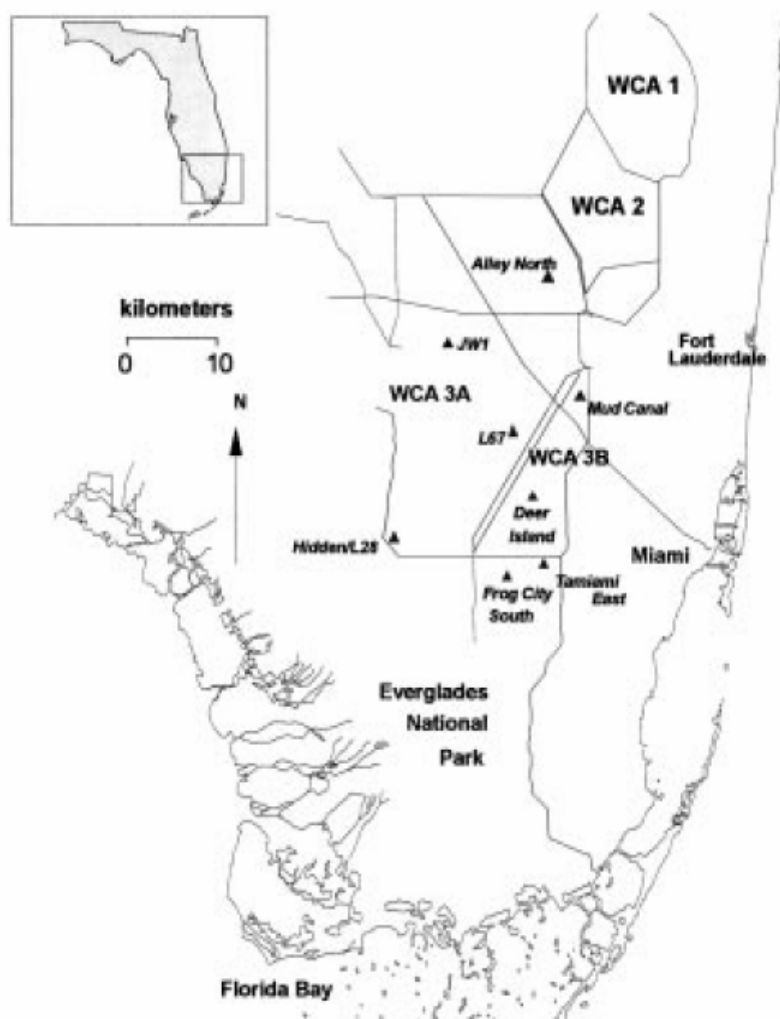 WCA 1
WCA 2
Alley North
kilometers
0 10
JW1
Fort
Lauderdale
N
WCA 3A
Mud Canal
L67
WCA 3B
Deer
Island
Hidden/L28
Miami
Tamiami
East
Frog City
South
Everglades
National
Park
Florida Bay